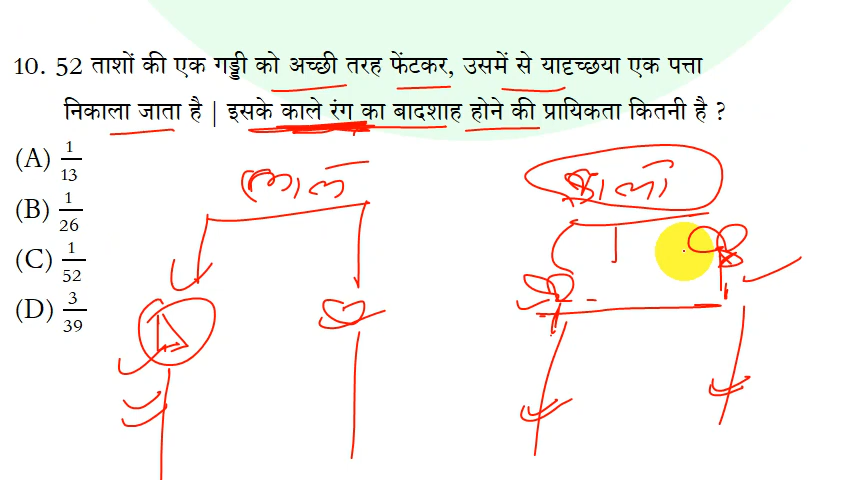 10. 52 ताशों की एक गड्डी को अच्छी तरह फेंटकर, उसमें से यादृच्छया एक पत्ता
निकाला जाता है | इसके काले रंग का बादशाह होने की प्रायिकता कितनी है ?
(A) 1/13
(B) 1/26
(C) 1/52
(D) 3/39
लाल